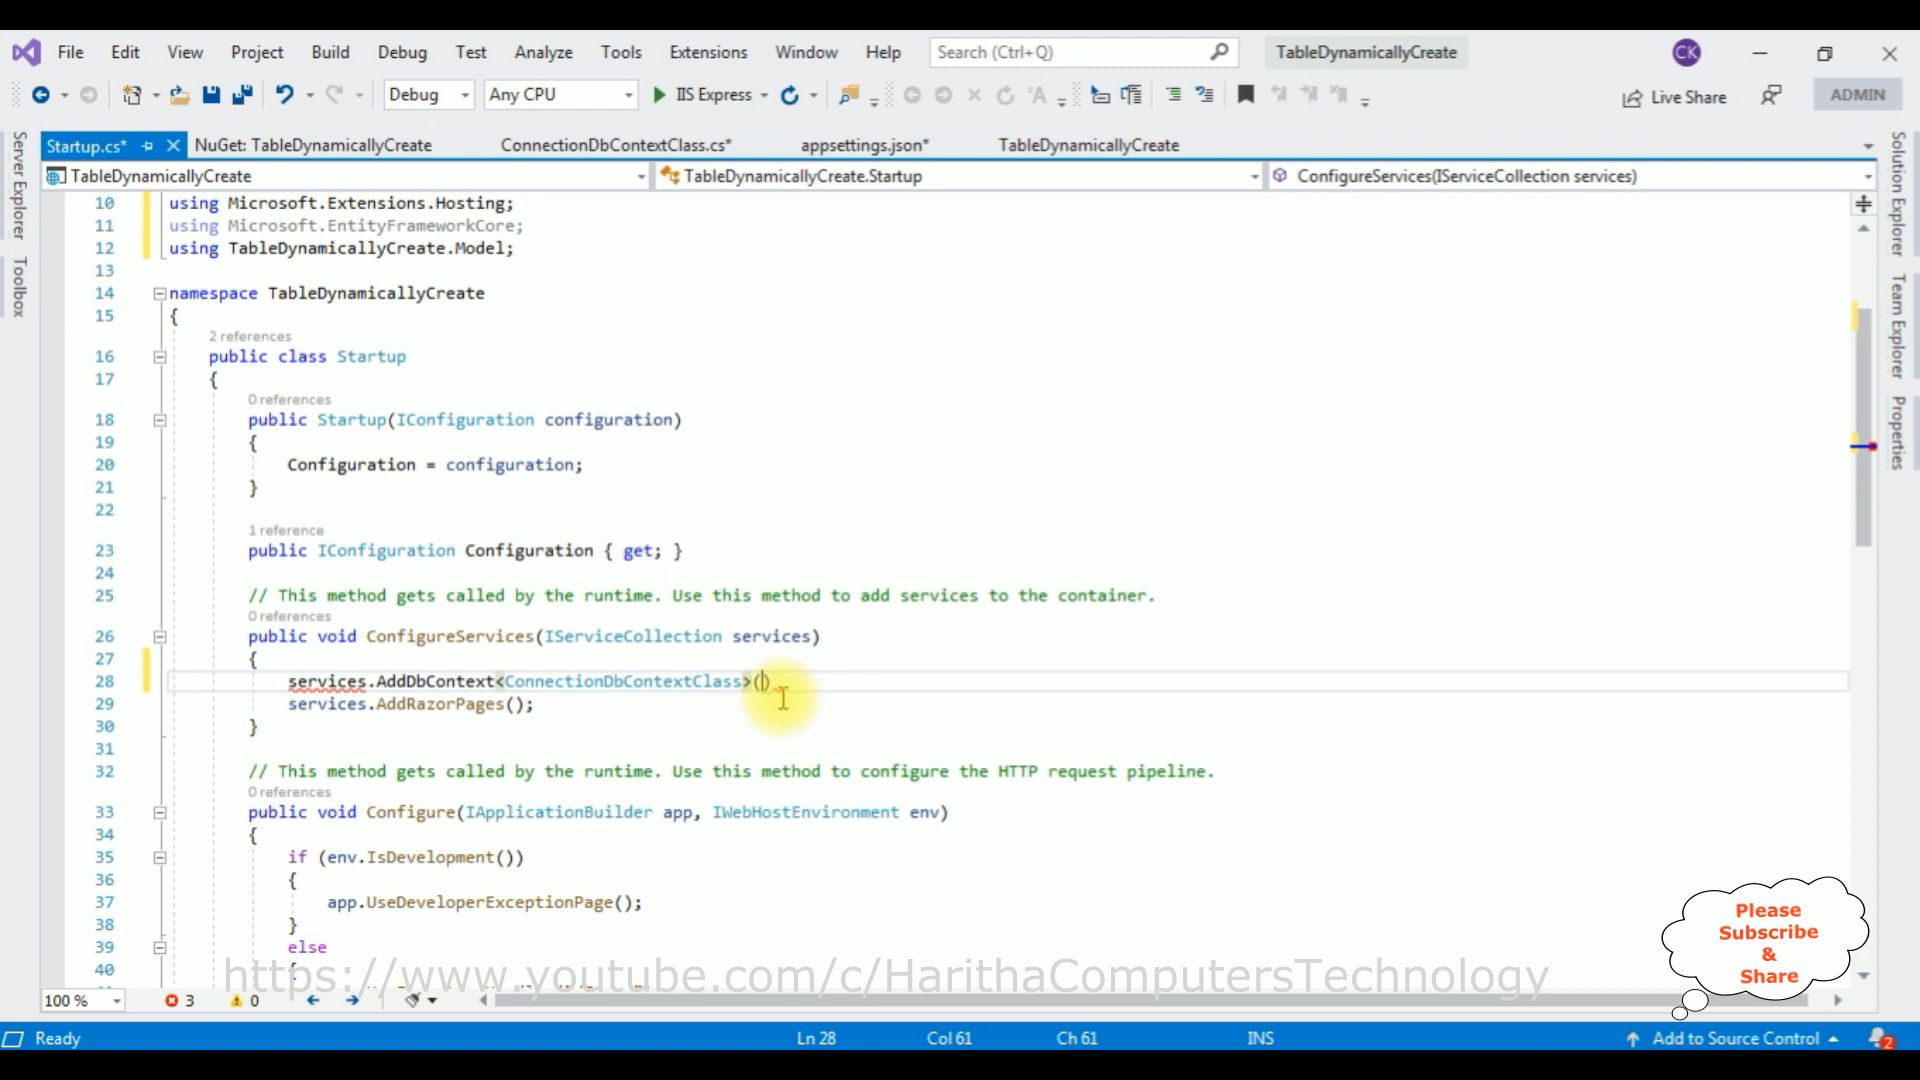 File Edit View Project Build Debug Test Analyze Tools Extensions Window Help Search (Ctrl+Q) TableDynamicallyCreate CK
Debug Any CPU IIS Express Live Share ADMIN
Startup.cs* NuGet: TableDynamicallyCreate ConnectionDbContextClass.cs* appsettings.json* TableDynamicallyCreate
TableDynamicallyCreate TableDynamicallyCreate.Startup ConfigureServices(IServiceCollection services)
Server Explorer
Toolbox
Solution Explorer
Team Explorer
Properties
10 using Microsoft.Extensions.Hosting;
11 using Microsoft.EntityFrameworkCore;
12 using TableDynamicallyCreate.Model;
13
14 namespace TableDynamicallyCreate
15 {
2 references
16 public class Startup
17 {
0 references
18 public Startup(IConfiguration configuration)
19 {
20 Configuration = configuration;
21 }
22
1 reference
23 public IConfiguration Configuration { get; }
24
25 // This method gets called by the runtime. Use this method to add services to the container.
0 references
26 public void ConfigureServices(IServiceCollection services)
27 {
28 services.AddDbContext<ConnectionDbContextClass>()
29 services.AddRazorPages();
30 }
31
32 // This method gets called by the runtime. Use this method to configure the HTTP request pipeline.
0 references
33 public void Configure(IApplicationBuilder app, IWebHostEnvironment env)
34 {
35 if (env.IsDevelopment())
36 {
37 app.UseDeveloperExceptionPage();
38 }
39 else
40 {
https://www.youtube.com/c/HarithaComputersTechnology
Please
Subscribe
&
Share
100 % 3 0
Ready Ln 28 Col 61 Ch 61 INS Add to Source Control 2